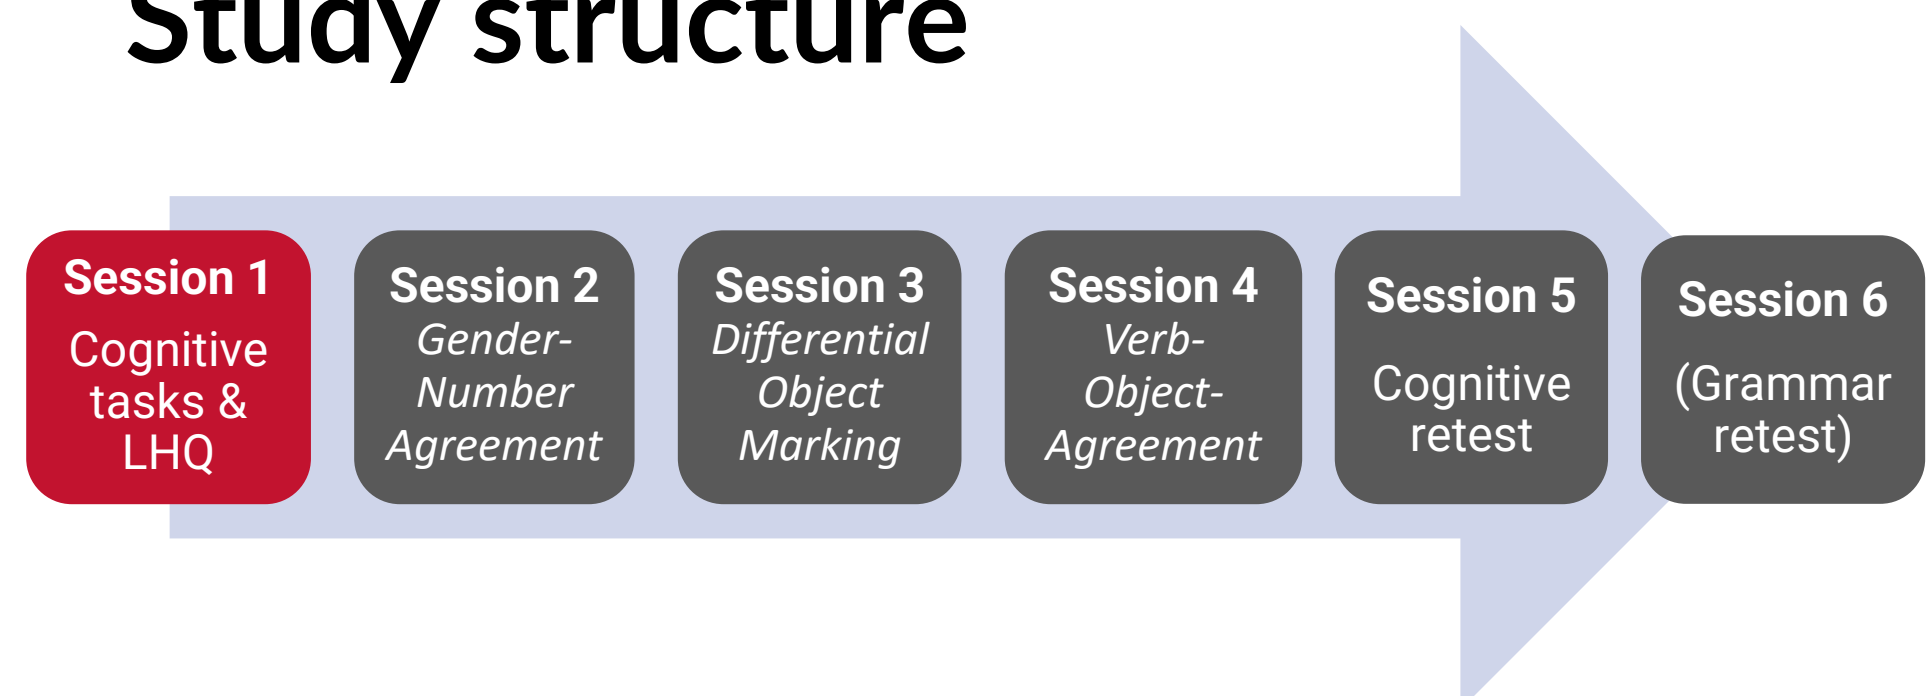 Study structure
Session 1
Cognitive
tasks &
LHQ
Session 2
Gender-
Number
Agreement
Session 3
Differential
Object
Marking
Session 4
Verb-
Object-
Agreement
Session 5
Cognitive
retest
Session 6
(Grammar
retest)